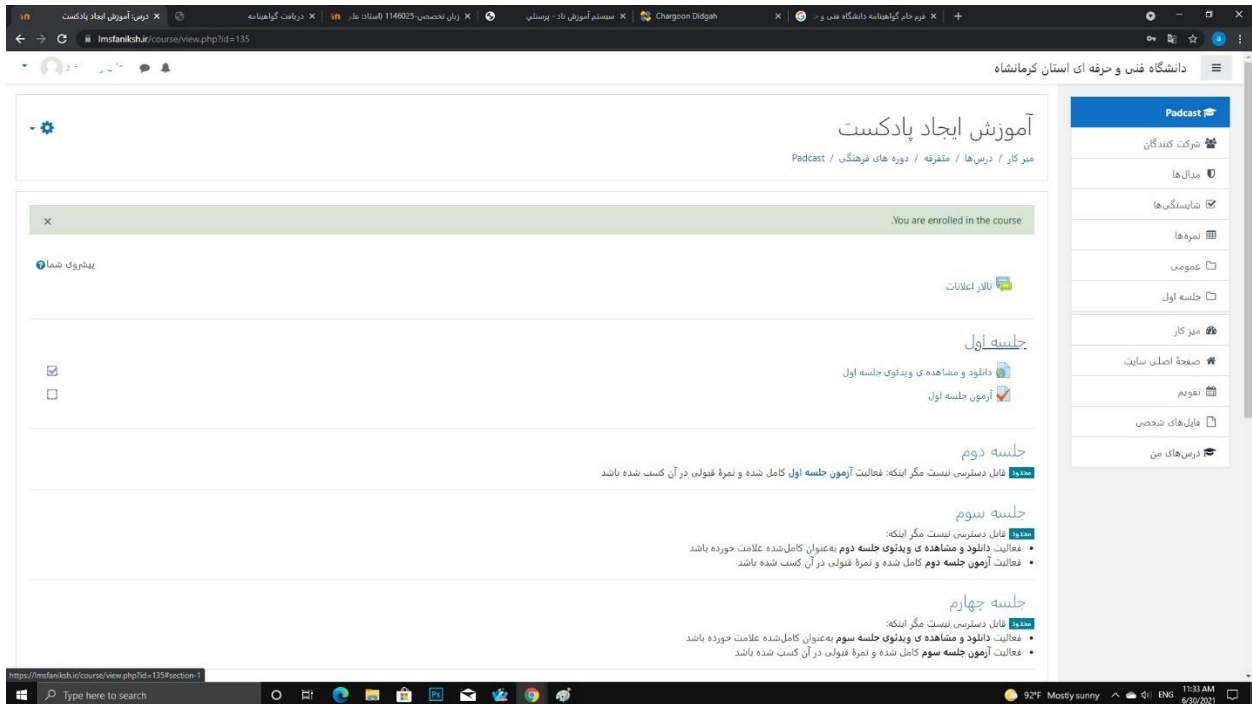 درس: آموزش ایجاد پادکست
زبان تخصصی-1146025 (استاد: علی
دریافت گواهینامه
سیستم آموزش ناد - پرسنلی
Chargoon Didgah
فرم خام گواهینامه دانشگاه فنی و
lmsfaniksh.ir/course/view.php?id=135
دانشگاه فنی و حرفه ای استان کرمانشاه
Padcast
شرکت کنندگان
مدال‌ها
شایستگی‌ها
نمره‌ها
عمومی
جلسه اول
میز کار
صفحهٔ اصلی سایت
تقویم
فایل‌های شخصی
درس‌های من
آموزش ایجاد پادکست
میز کار / درس‌ها / متفرقه / دوره های فرهنگی / Padcast
You are enrolled in the course.
پیشروی شما
تالار اعلانات
جلسه اول
دانلود و مشاهده ی ویدئوی جلسه اول
آزمون جلسه اول
جلسه دوم
محدود قابل دسترسی نیست مگر اینکه: فعالیت آزمون جلسه اول کامل شده و نمرهٔ قبولی در آن کسب شده باشد
جلسه سوم
محدود قابل دسترسی نیست مگر اینکه:
• فعالیت دانلود و مشاهده ی ویدئوی جلسه دوم به‌عنوان کامل‌شده علامت خورده باشد
• فعالیت آزمون جلسه دوم کامل شده و نمرهٔ قبولی در آن کسب شده باشد
جلسه چهارم
محدود قابل دسترسی نیست مگر اینکه:
• فعالیت دانلود و مشاهده ی ویدئوی جلسه سوم به‌عنوان کامل‌شده علامت خورده باشد
• فعالیت آزمون جلسه سوم کامل شده و نمرهٔ قبولی در آن کسب شده باشد
https://lmsfaniksh.ir/course/view.php?id=135#section-1
Type here to search
92°F Mostly sunny
ENG
11:33 AM
6/30/2021